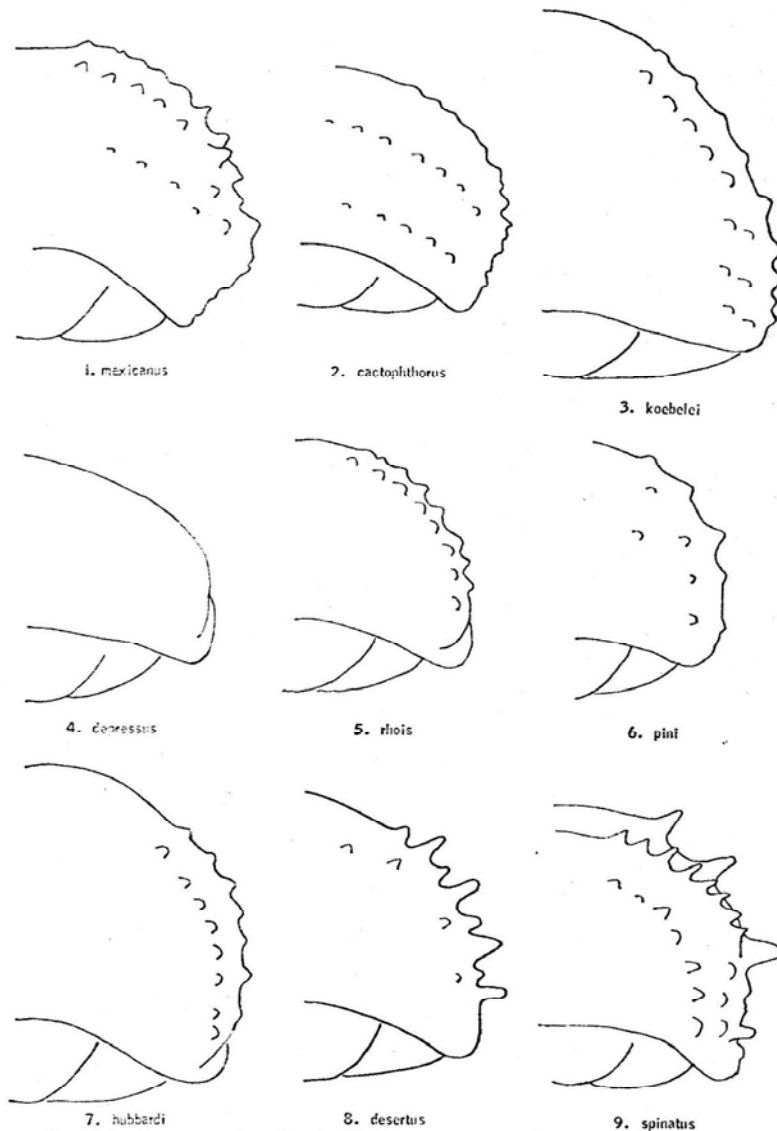 1. mexicanus
2. cactophthorus
3. koebelei
4. depressus
5. rhois
6. pini
7. hubbardi
8. desertus
9. spinatus